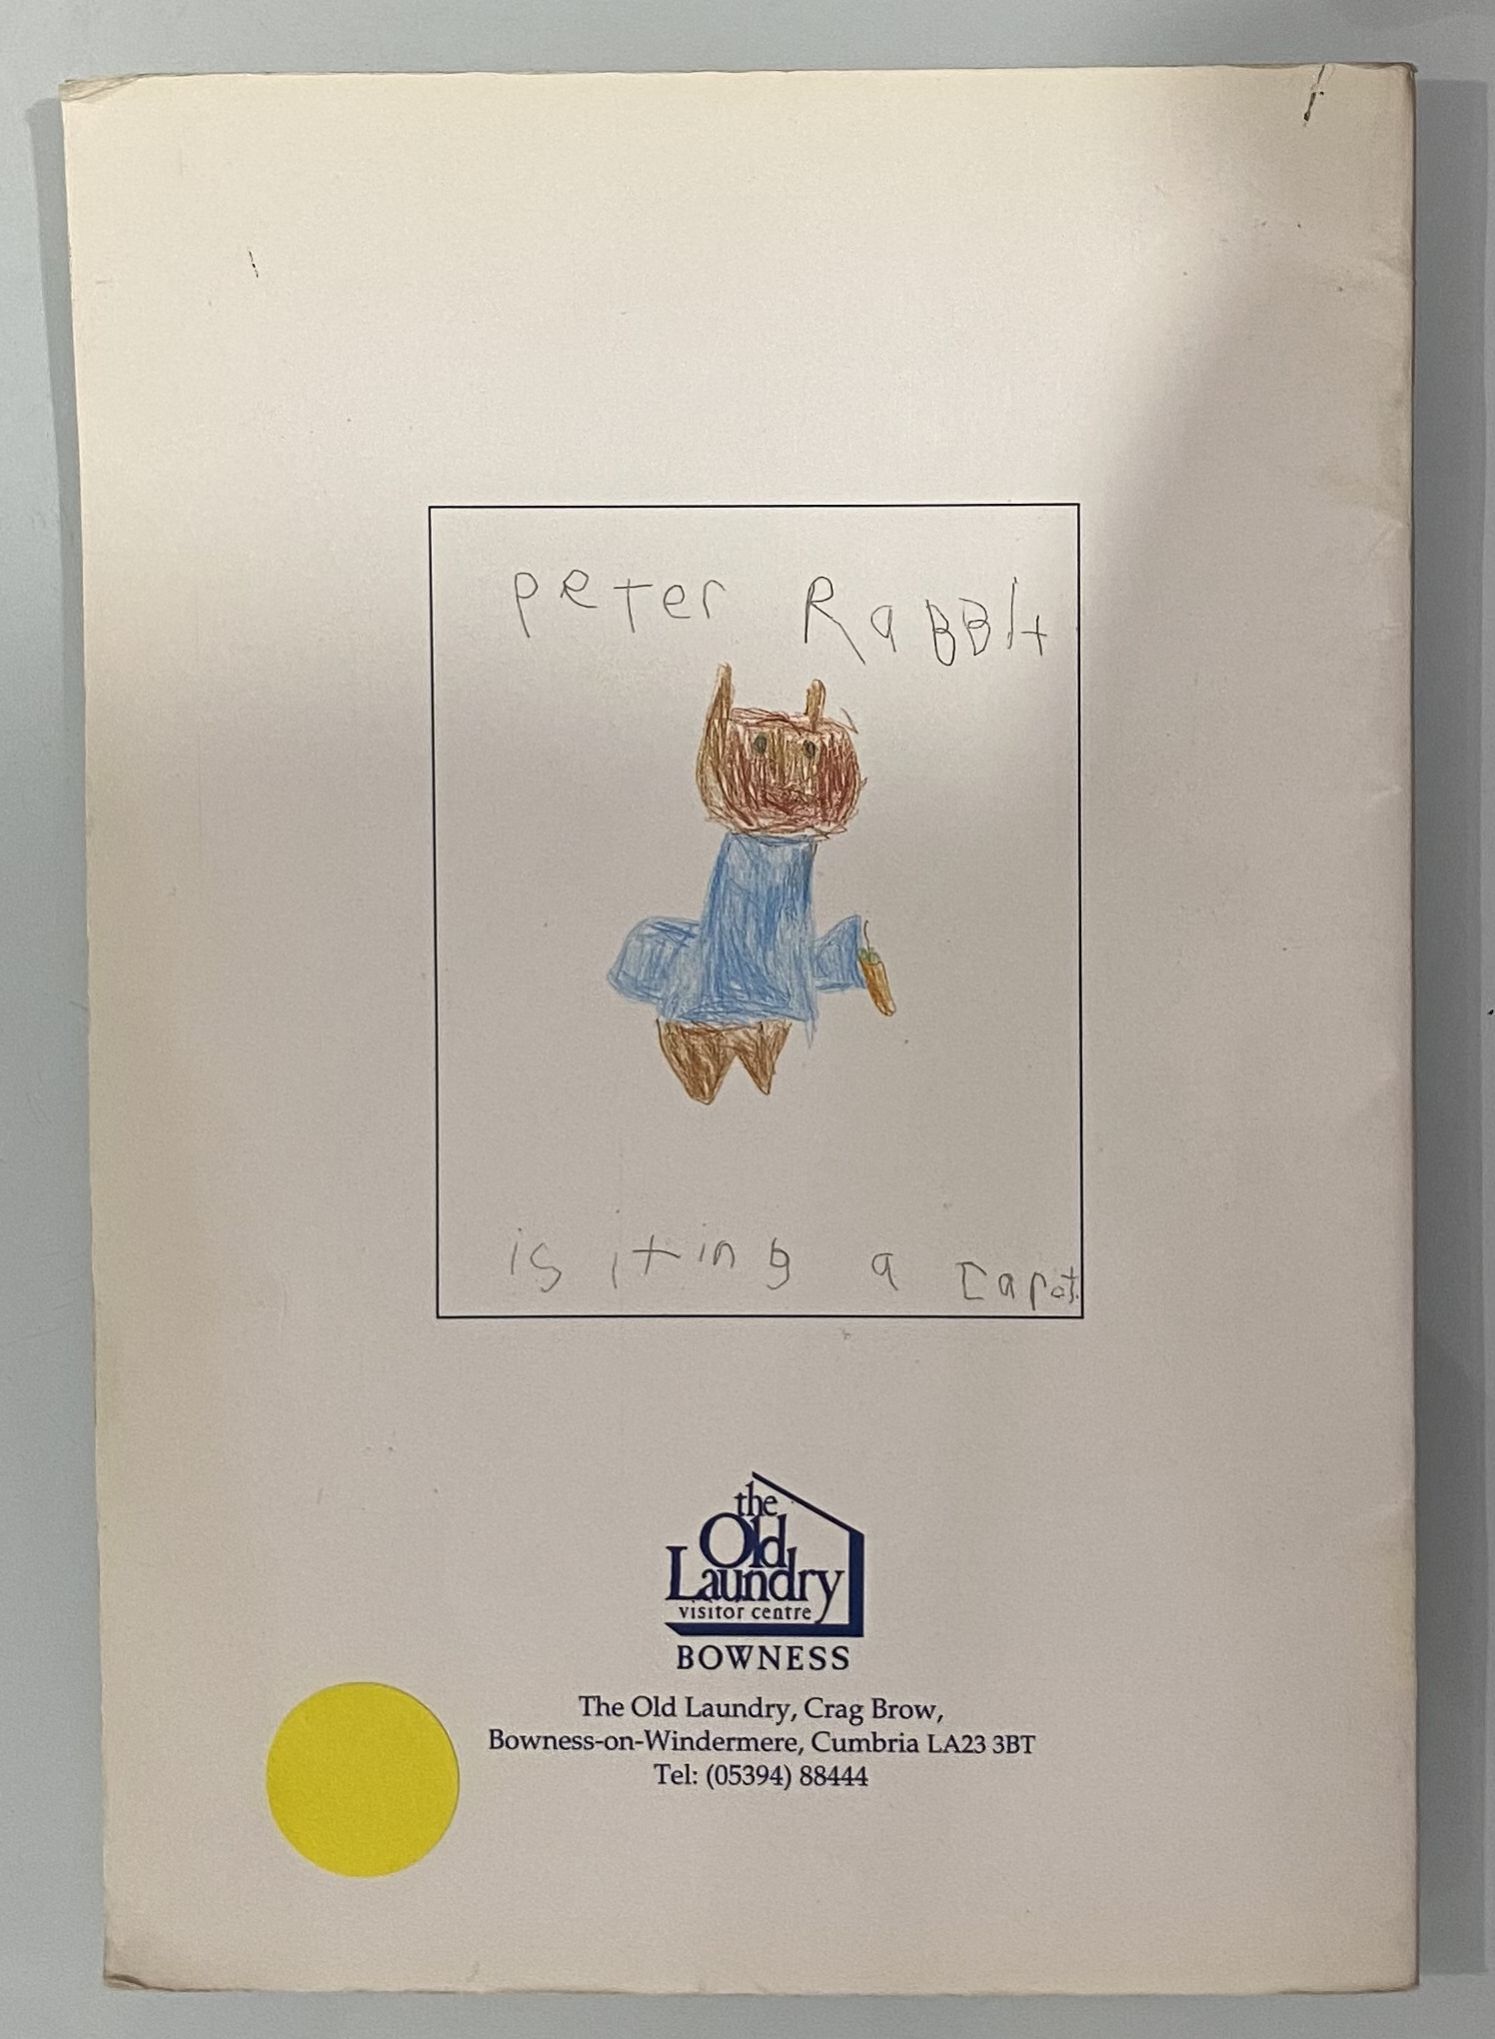 peter RaBBit
is iting a carot.
the
Old
Laundry
visitor centre
BOWNESS
The Old Laundry, Crag Brow,
Bowness-on-Windermere, Cumbria LA23 3BT
Tel: (05394) 88444